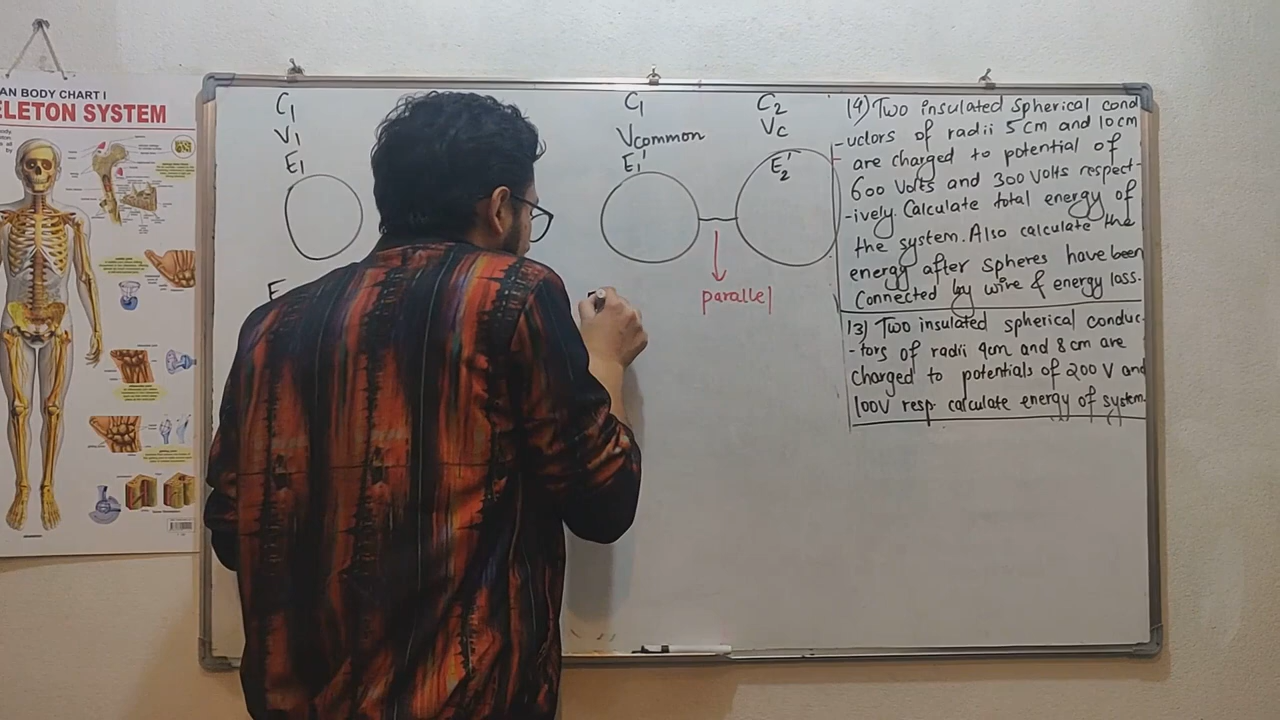 AN BODY CHART I
ELETON SYSTEM
C₁
V₁
E₁
E
C₁
Vcommon
E₁'
C₂
Vc
E₂'
parallel
14) Two insulated spherical cond
-uctors of radii 5cm and 10cm
are charged to potential of
600 volts and 300 volts respect-
-ively. Calculate total energy of
the system. Also calculate the
energy after spheres have been
connected by wire & energy loss.
13) Two insulated spherical conduc-
-tors of radii 4cm and 8cm are
charged to potentials of 200 V and
100V resp. calculate energy of system.